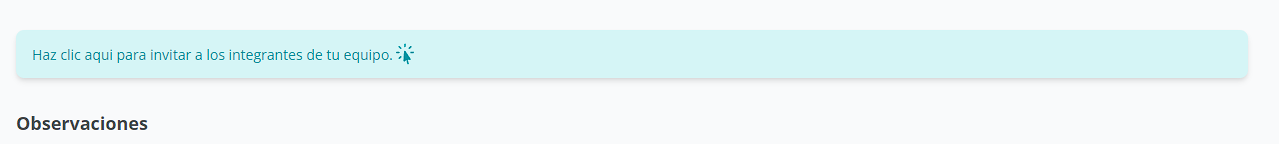 Haz clic aqui para invitar a los integrantes de tu equipo.
Observaciones